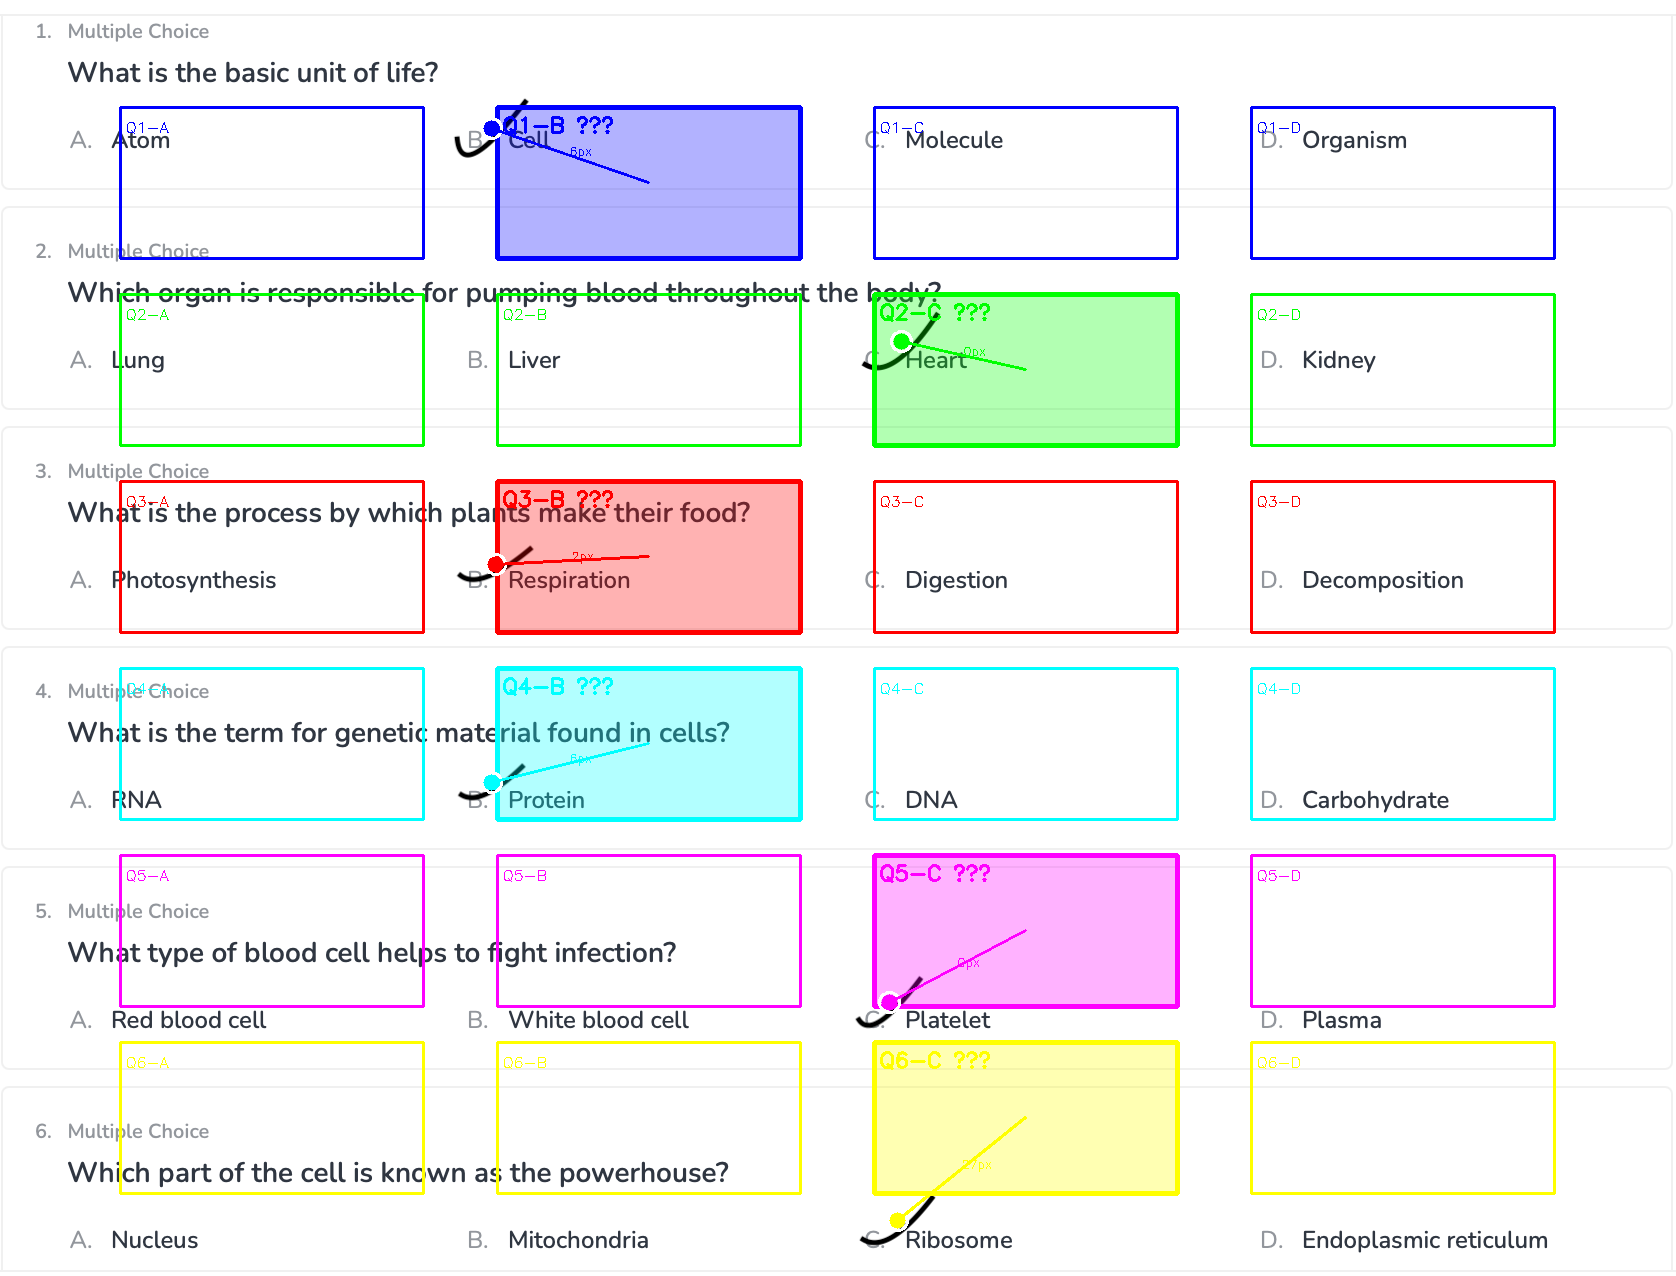 1. Multiple Choice
What is the basic unit of life?
Q1-A Q1-B ??? Q1-C Q1-D
A. Atom B. Cell C. Molecule D. Organism
6px
2. Multiple Choice
Which organ is responsible for pumping blood throughout the body?
Q2-A Q2-B Q2-C ??? Q2-D
0px
A. Lung B. Liver C. Heart D. Kidney
3. Multiple Choice
Q3-A Q3-B ??? Q3-C Q3-D
What is the process by which plants make their food?
2px
A. Photosynthesis B. Respiration C. Digestion D. Decomposition
4. Multiple Choice
Q4-A Q4-B ??? Q4-C Q4-D
What is the term for genetic material found in cells?
6px
A. RNA B. Protein C. DNA D. Carbohydrate
Q5-A Q5-B Q5-C ??? Q5-D
5. Multiple Choice
What type of blood cell helps to fight infection?
0px
A. Red blood cell B. White blood cell C. Platelet D. Plasma
Q6-A Q6-B Q6-C ??? Q6-D
6. Multiple Choice
27px
Which part of the cell is known as the powerhouse?
A. Nucleus B. Mitochondria C. Ribosome D. Endoplasmic reticulum